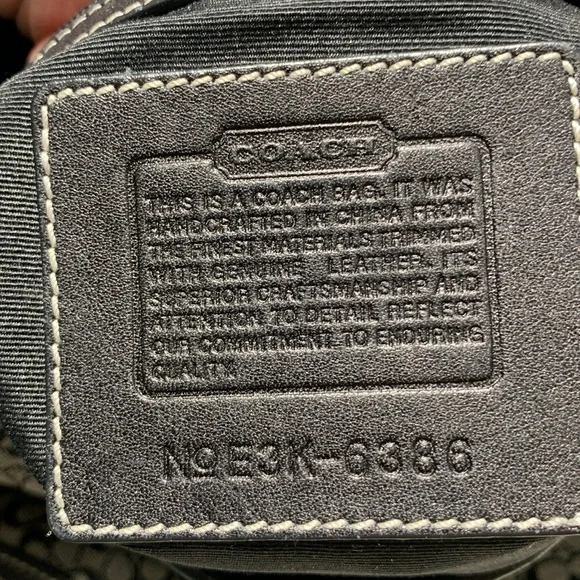 COACH
THIS IS A COACH BAG. IT WAS
HANDCRAFTED IN CHINA FROM
THE FINEST MATERIALS TRIMMED
WITH GENUINE LEATHER. ITS
SUPERIOR CRAFTSMANSHIP AND
ATTENTION TO DETAIL REFLECT
OUR COMMITMENT TO ENDURING
QUALITY.
No E3K-6386